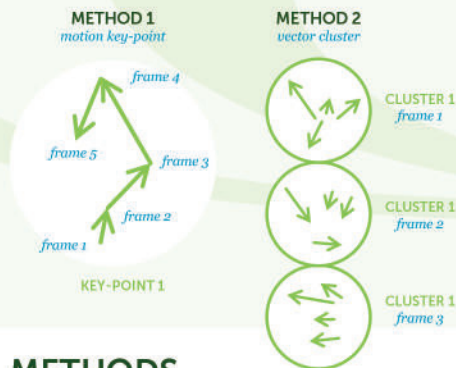 METHOD 1
motion key-point
frame 4
frame 5
frame 3
frame 2
frame 1
KEY-POINT 1
METHOD 2
vector cluster
CLUSTER 1
frame 1
CLUSTER 1
frame 2
CLUSTER 1
frame 3
METHODS